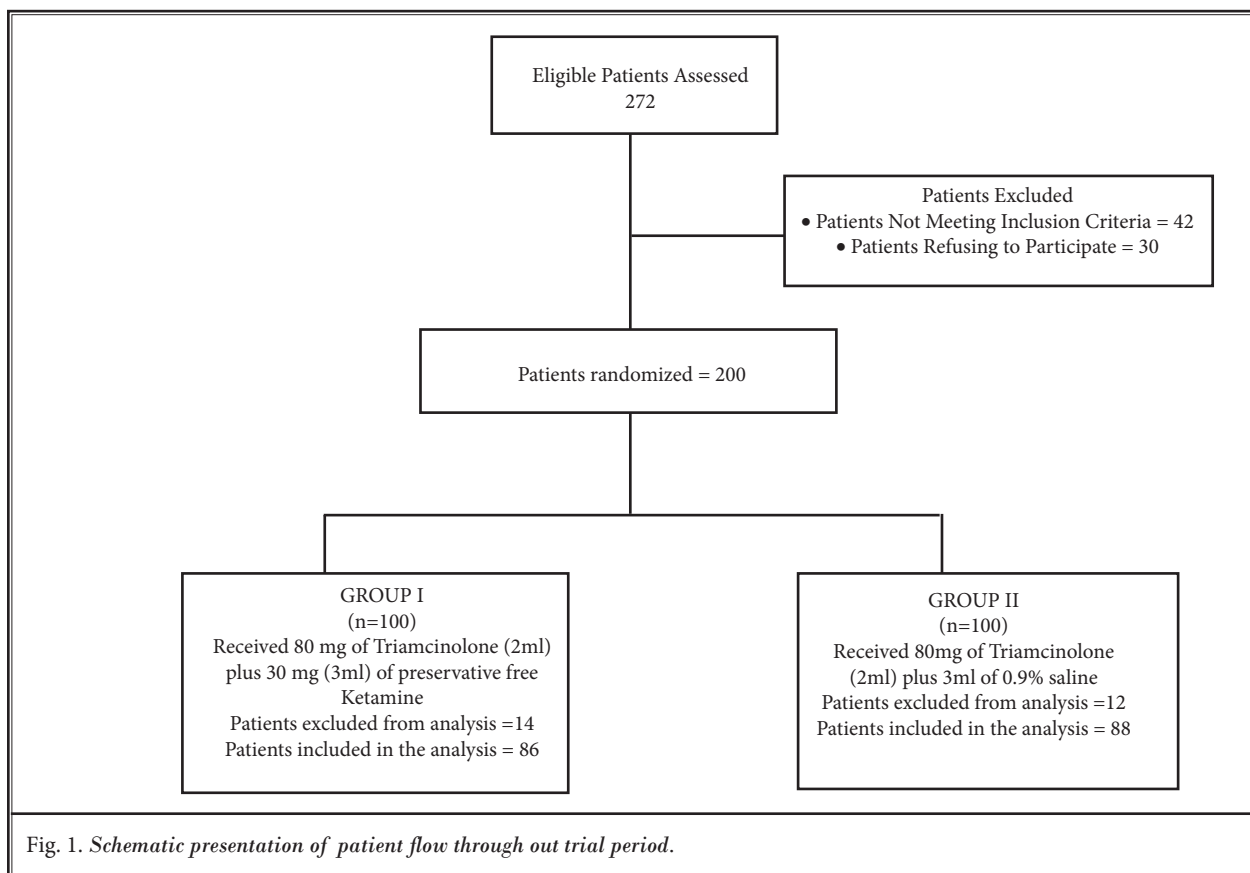 Eligible Patients Assessed
272
Patients Excluded
• Patients Not Meeting Inclusion Criteria = 42
• Patients Refusing to Participate = 30
Patients randomized = 200
GROUP I
(n=100)
Received 80 mg of Triamcinolone (2ml)
plus 30 mg (3ml) of preservative free
Ketamine
Patients excluded from analysis =14
Patients included in the analysis = 86
GROUP II
(n=100)
Received 80mg of Triamcinolone
(2ml) plus 3ml of 0.9% saline
Patients excluded from analysis =12
Patients included in the analysis = 88
Fig. 1. Schematic presentation of patient flow through out trial period.